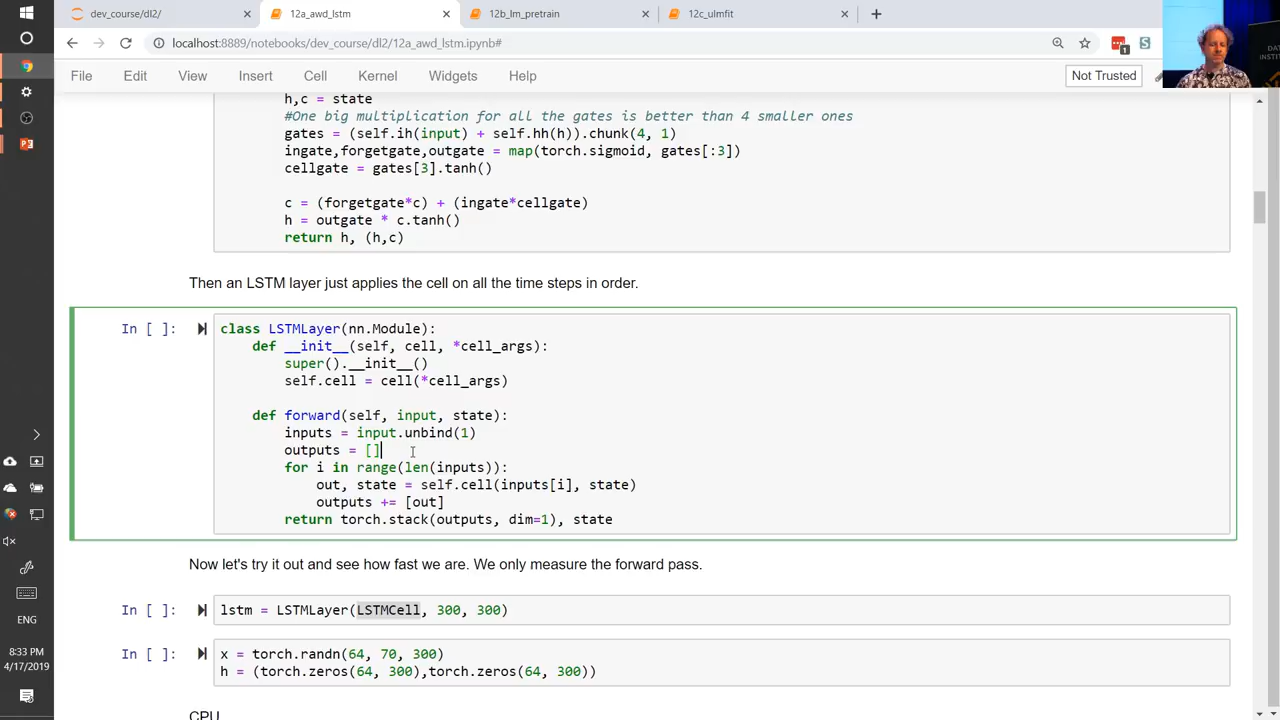 dev_course/dl2/
12a_awd_lstm
12b_lm_pretrain
12c_ulmfit
localhost:8889/notebooks/dev_course/dl2/12a_awd_lstm.ipynb#
1
S
DA
INSTIT
File Edit View Insert Cell Kernel Widgets Help
Not Trusted
h,c = state
#One big multiplication for all the gates is better than 4 smaller ones
gates = (self.ih(input) + self.hh(h)).chunk(4, 1)
ingate,forgetgate,outgate = map(torch.sigmoid, gates[:3])
cellgate = gates[3].tanh()
c = (forgetgate*c) + (ingate*cellgate)
h = outgate * c.tanh()
return h, (h,c)
Then an LSTM layer just applies the cell on all the time steps in order.
In [ ]:
class LSTMLayer(nn.Module):
def __init__(self, cell, *cell_args):
super().__init__()
self.cell = cell(*cell_args)
def forward(self, input, state):
inputs = input.unbind(1)
outputs = []
for i in range(len(inputs)):
out, state = self.cell(inputs[i], state)
outputs += [out]
return torch.stack(outputs, dim=1), state
Now let's try it out and see how fast we are. We only measure the forward pass.
In [ ]:
lstm = LSTMLayer(LSTMCell, 300, 300)
In [ ]:
x = torch.randn(64, 70, 300)
h = (torch.zeros(64, 300),torch.zeros(64, 300))
CPU
ENG
8:33 PM
4/17/2019